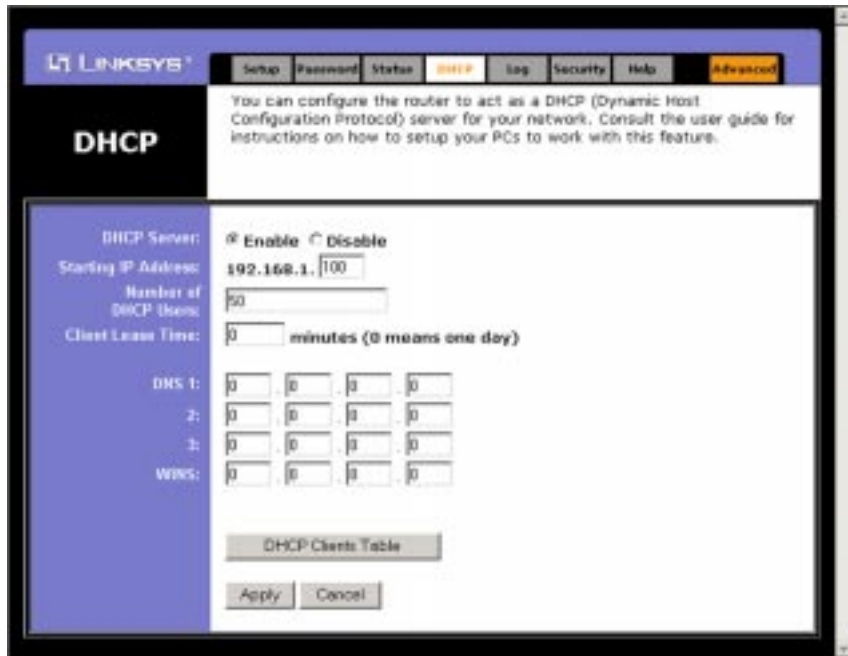 LINKSYS®
Setup Password Status DHCP Log Security Help Advanced
DHCP
You can configure the router to act as a DHCP (Dynamic Host
Configuration Protocol) server for your network. Consult the user guide for
instructions on how to setup your PCs to work with this feature.
DHCP Server: Enable Disable
Starting IP Address: 192.168.1. 100
Number of
DHCP Users: 50
Client Lease Time: 0 minutes (0 means one day)
DNS 1: 0 . 0 . 0 . 0
2: 0 . 0 . 0 . 0
3: 0 . 0 . 0 . 0
WINS: 0 . 0 . 0 . 0
DHCP Clients Table
Apply Cancel